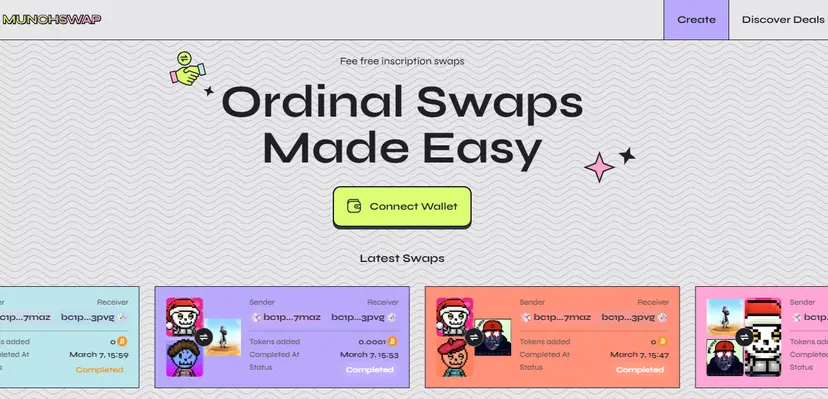 MUNCHSWAP
Create
Discover Deals
Fee free inscription swaps
Ordinal Swaps
Made Easy
Connect Wallet
Latest Swaps
Receiver
bc1p...3pvg
0
March 7, 15:59
Completed
Sender Receiver
bc1p...7maz bc1p...3pvg
Tokens added 0.0001
Completed At March 7, 15:53
Status Completed
Sender Receiver
bc1p...7maz bc1p...3pvg
Tokens added 0
Completed At March 7, 15:47
Status Completed
Sender
bc1p...7maz
Tokens added
Completed At
Status